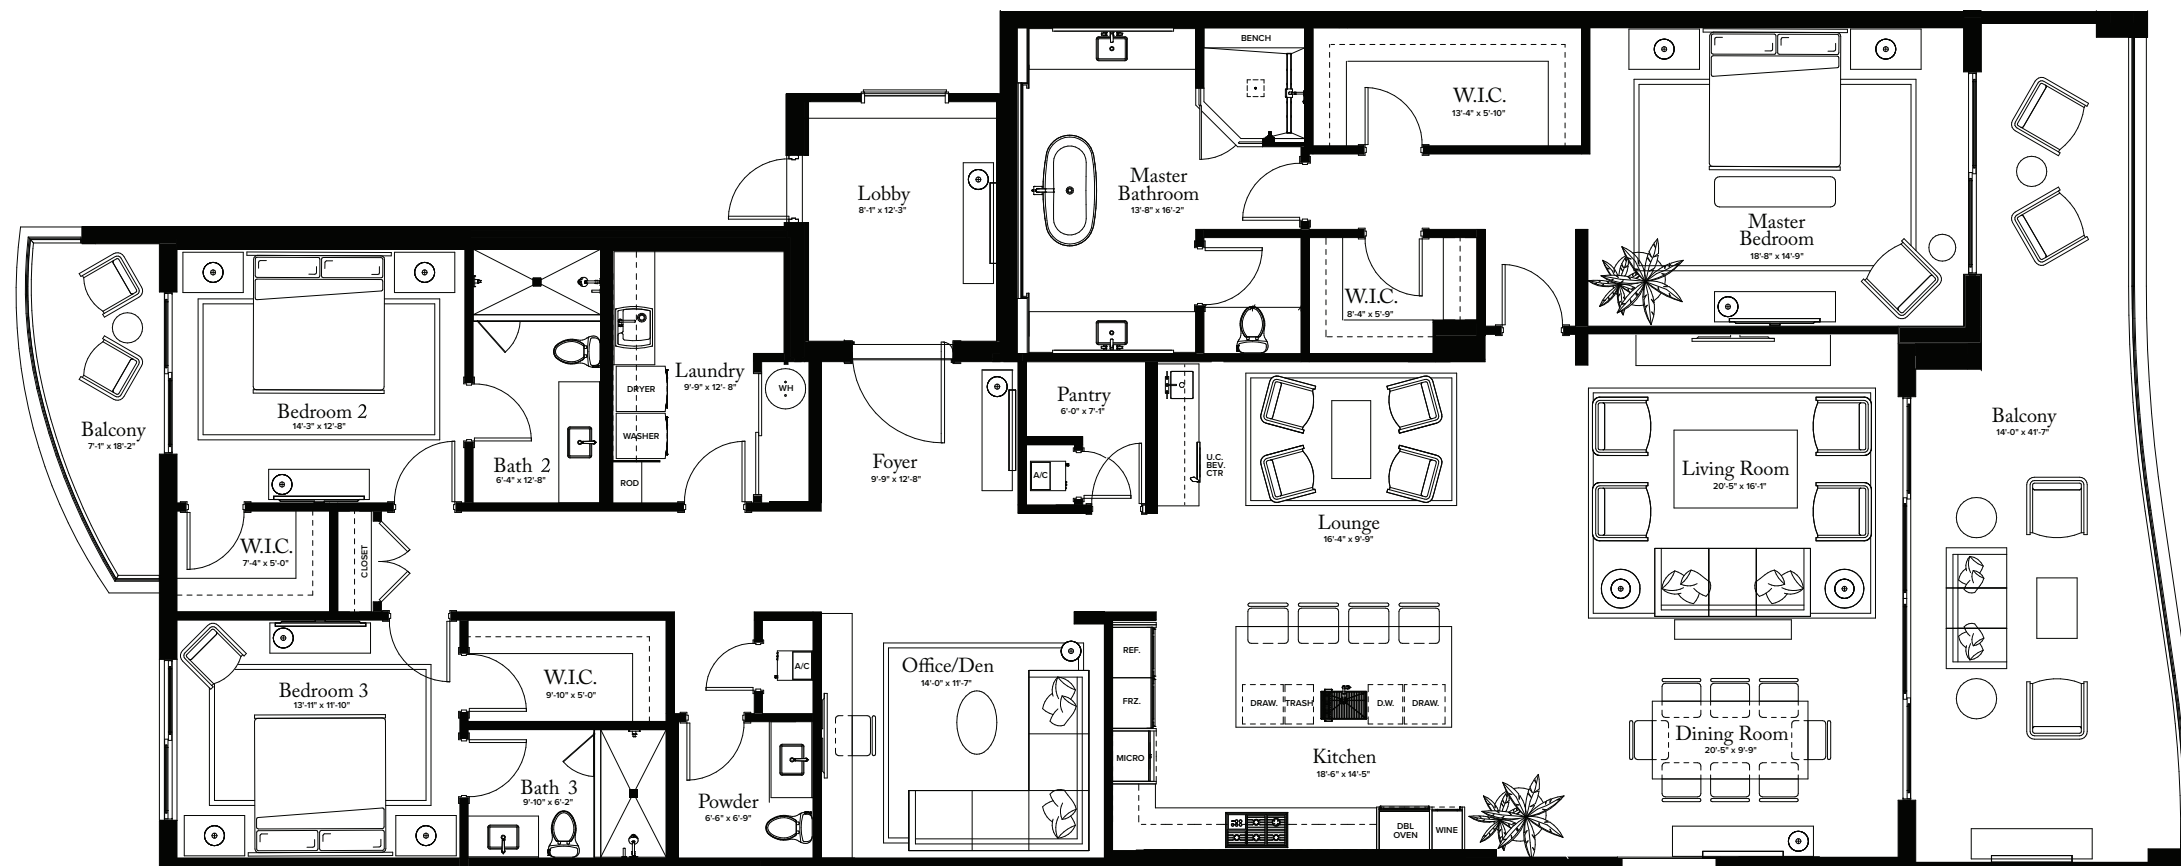 BENCH
W.I.C.
13'-4" x 5'-10"
Lobby
8'-1" x 12'-3"
Master
Bathroom
13'-8" x 16'-2"
Master
Bedroom
18'-8" x 14'-9"
W.I.C.
8'-4" x 5'-9"
Balcony
7'-1" x 18'-2"
Bedroom 2
14'-3" x 12'-8"
Bath 2
6'-4" x 12'-8"
Laundry
9'-9" x 12'- 8"
DRYER
WASHER
ROD
WH
Foyer
9'-9" x 12'-8"
Pantry
6'-0" x 7'-1"
A/C
U.C.
BEV.
CTR
Lounge
16'-4" x 9'-9"
Living Room
20'-5" x 16'-1"
Balcony
14'-0" x 41'-7"
W.I.C.
7'-4" x 5'-0"
CLOSET
Bedroom 3
13'-11" x 11'-10"
W.I.C.
9'-10" x 5'-0"
A/C
Office/Den
14'-0" x 11'-7"
REF.
FRZ.
MICRO
DRAW.
TRASH
D.W.
DRAW.
Kitchen
18'-6" x 14'-5"
Dining Room
20'-5" x 9'-9"
Bath 3
9'-10" x 6'-2"
Powder
6'-6" x 6'-9"
DBL
OVEN
WINE